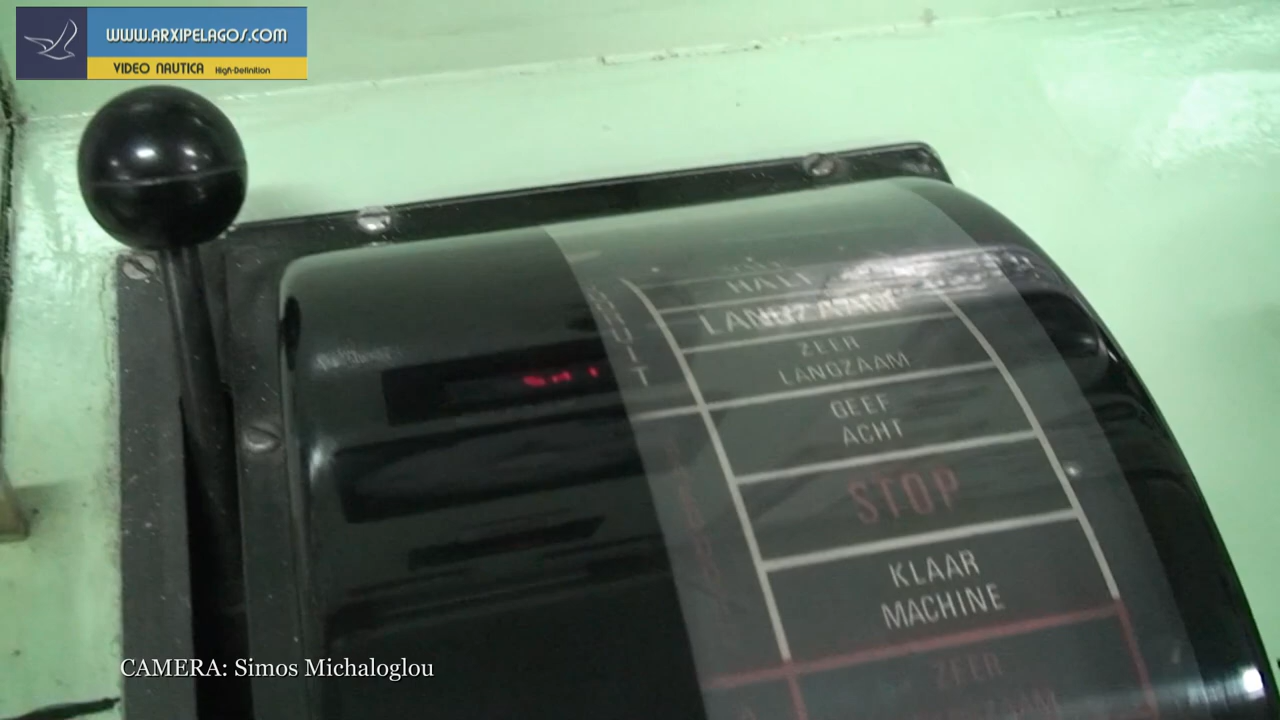 WWW.ARXIPELAGOS.COM
VIDEO NAUTICA High-Definition
HALF
LANGZAAM
ZEER
LANGZAAM
GEEF
ACHT
STOP
KLAAR
MACHINE
ZEER
LANGZAAM
CAMERA: Simos Michaloglou